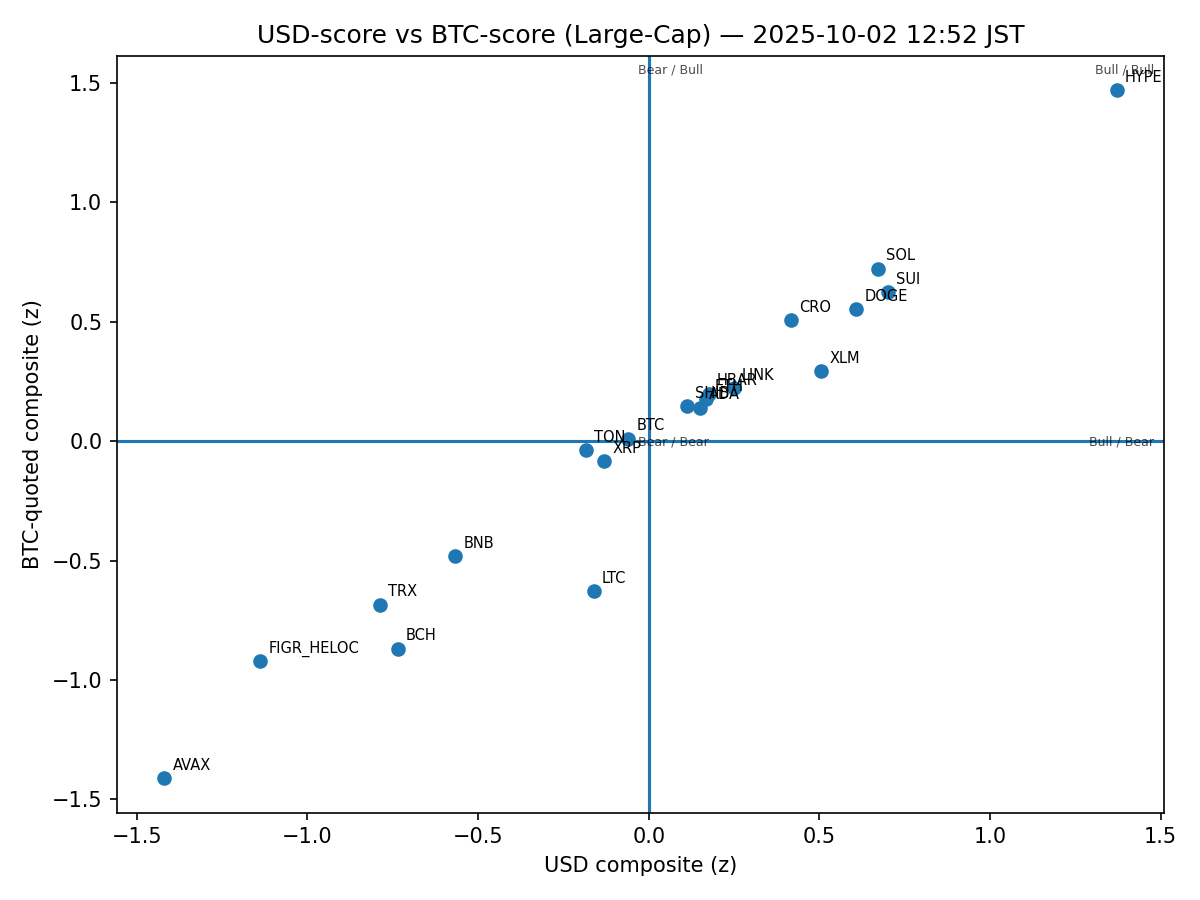 USD-score vs BTC-score (Large-Cap) — 2025-10-02 12:52 JST
Bear / Bull
Bull / Bull
HYPE
SOL
SUI
DOGE
CRO
XLM
LINK
HBAR
ETH
ADA
SHIB
BTC
TON
XRP
Bear / Bear
Bull / Bear
BNB
LTC
TRX
BCH
FIGR_HELOC
AVAX
1.5
1.0
0.5
0.0
−0.5
−1.0
−1.5
BTC-quoted composite (z)
−1.5
−1.0
−0.5
0.0
0.5
1.0
1.5
USD composite (z)